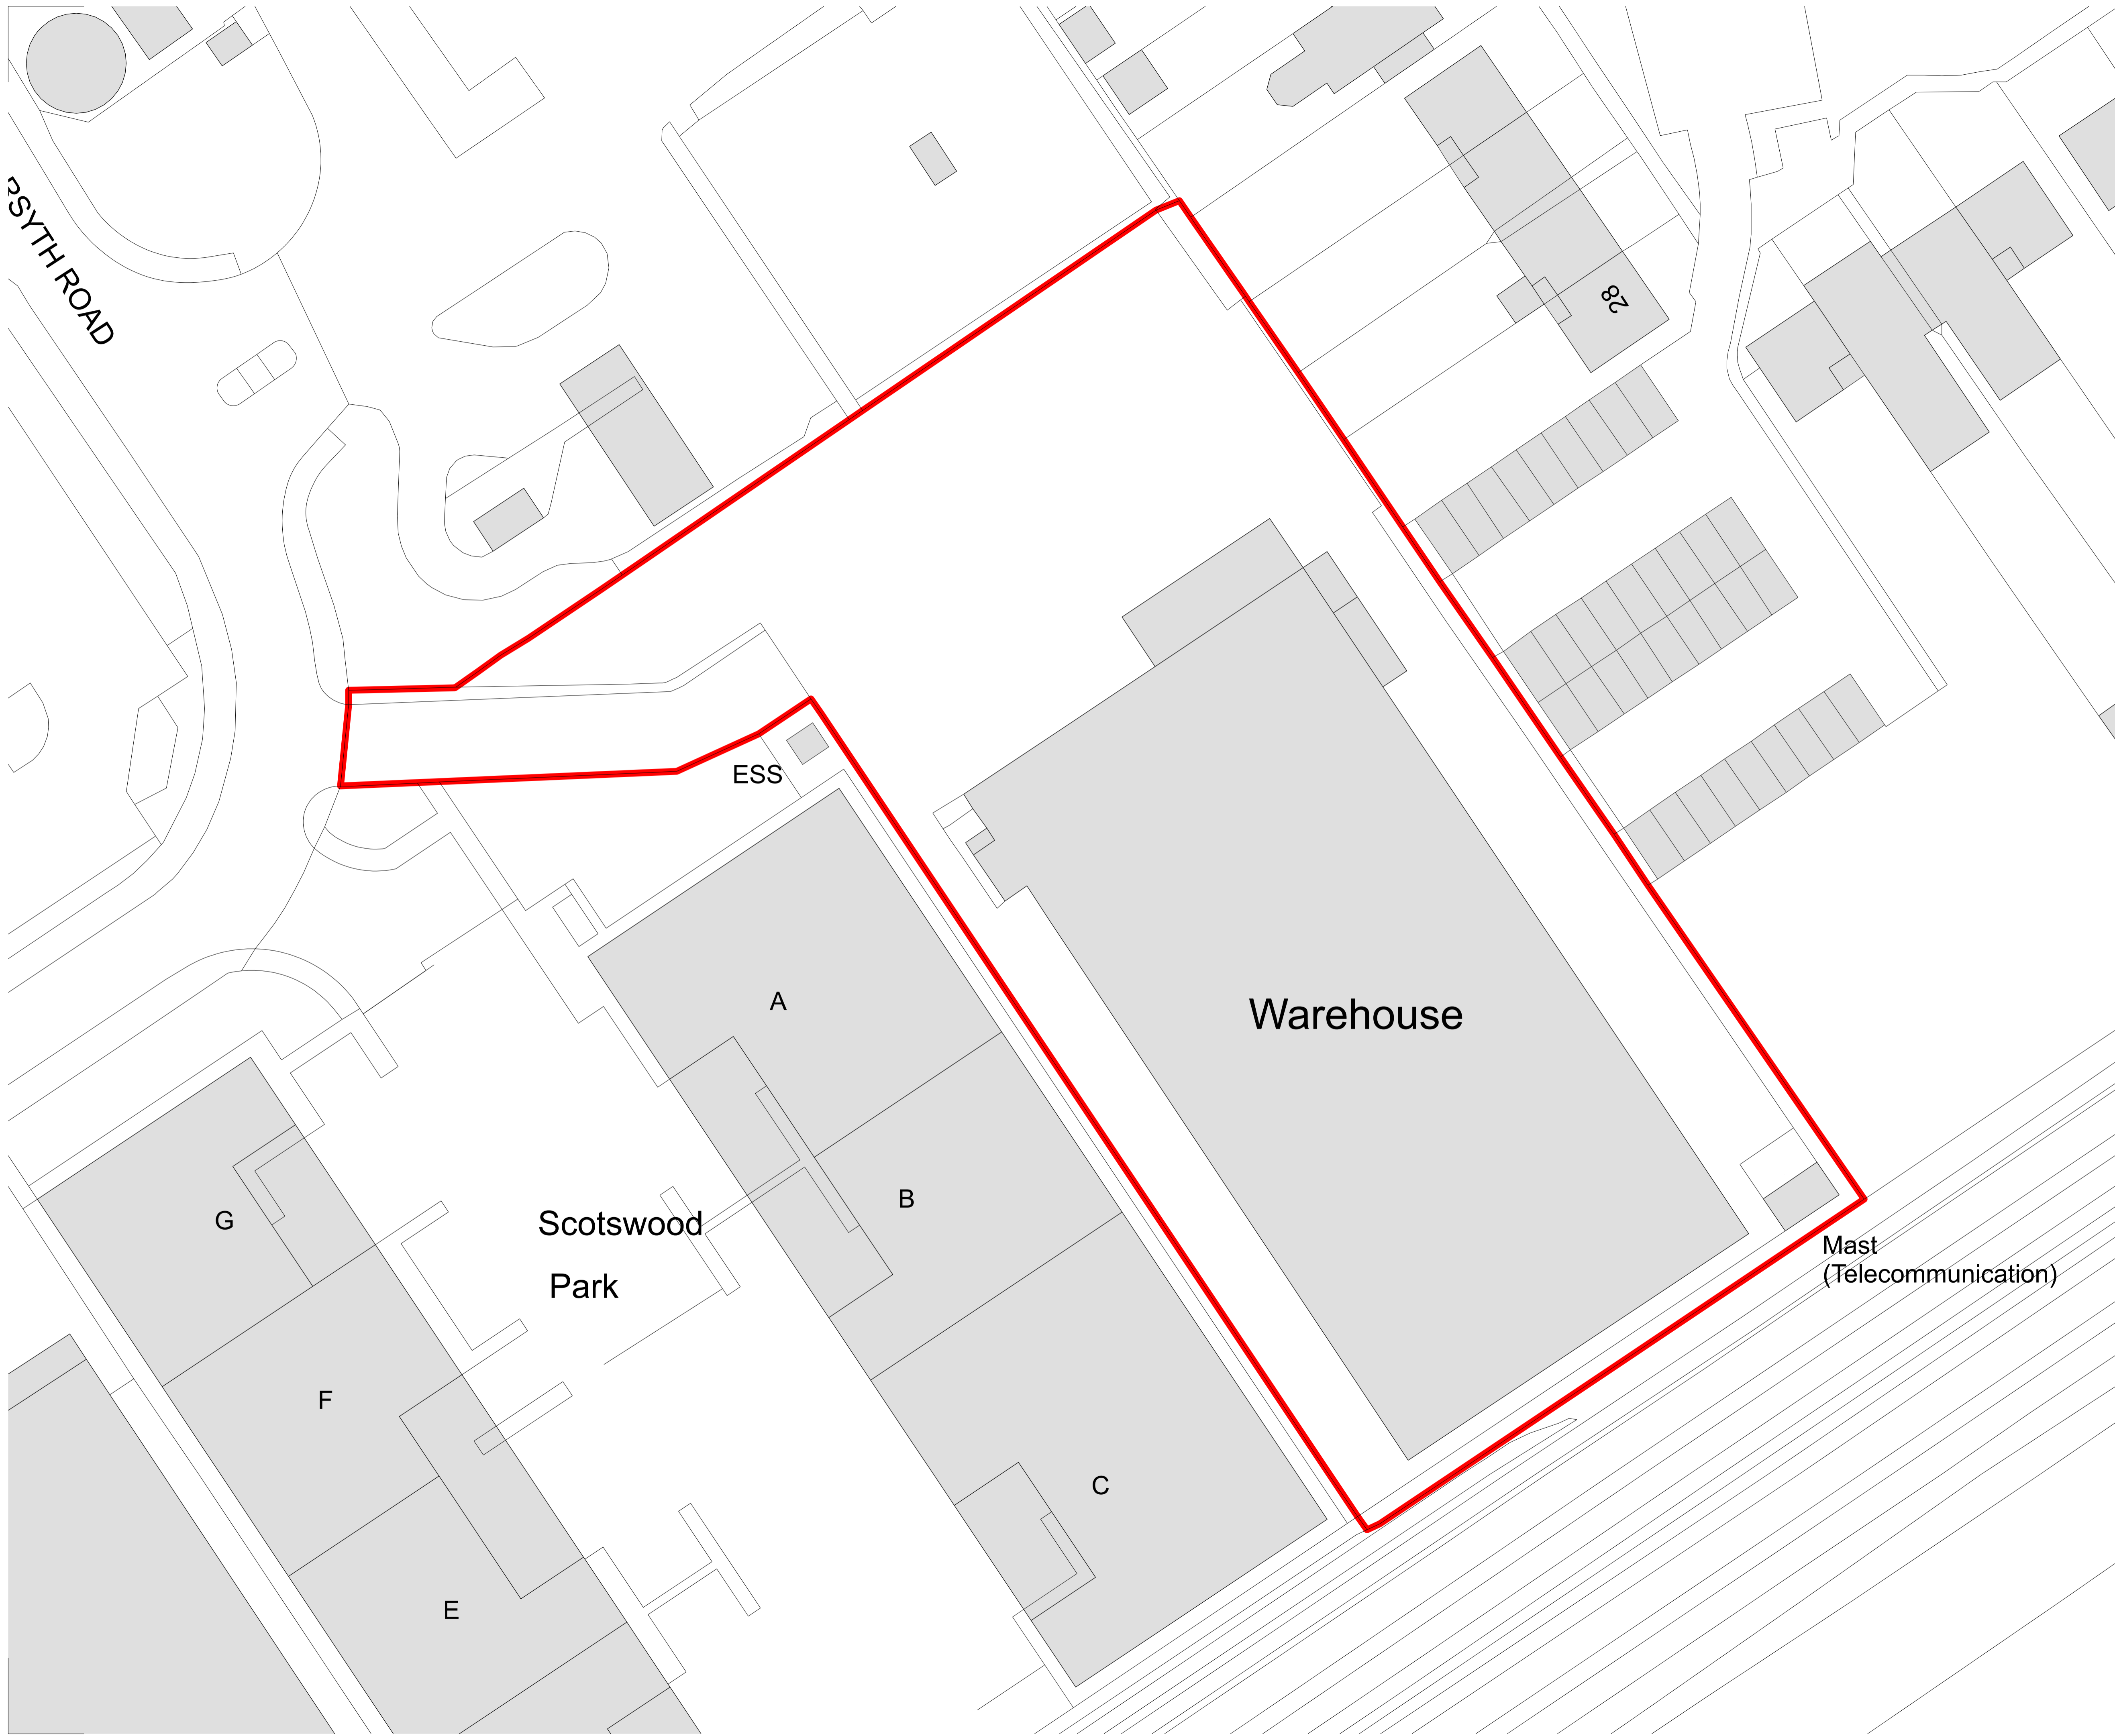 RSYTH ROAD
28
ESS
A
Warehouse
B
G
Scotswood
Park
Mast
(Telecommunication)
F
C
E